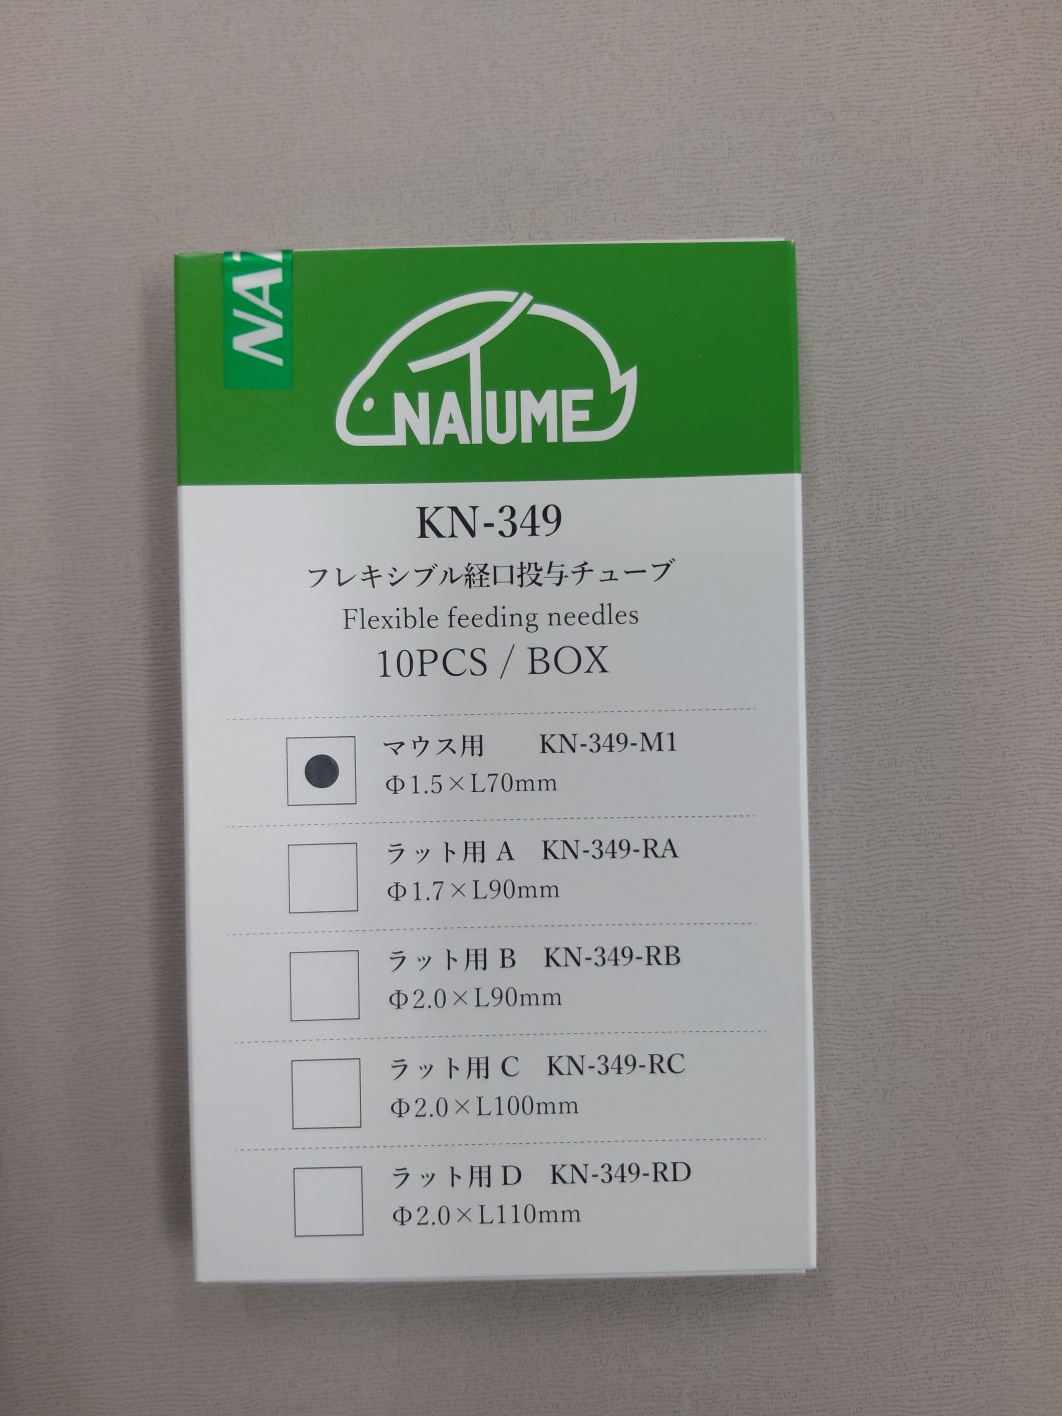 NATUME
KN-349
フレキシブル経口投与チューブ
Flexible feeding needles
10PCS / BOX
マウス用 KN-349-M1
Φ1.5×L70mm
ラット用 A KN-349-RA
Φ1.7×L90mm
ラット用 B KN-349-RB
Φ2.0×L90mm
ラット用 C KN-349-RC
Φ2.0×L100mm
ラット用 D KN-349-RD
Φ2.0×L110mm